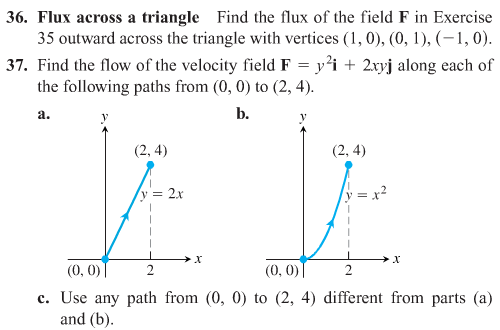 36. Flux across a triangle Find the flux of the field F in Exercise
35 outward across the triangle with vertices (1, 0), (0, 1), (−1, 0).
37. Find the flow of the velocity field F = y²i + 2xyj along each of
the following paths from (0, 0) to (2, 4).
a.
y
(2, 4)
y = 2x
(0, 0)
2
x
b.
y
(2, 4)
y = x²
(0, 0)
2
x
c. Use any path from (0, 0) to (2, 4) different from parts (a)
and (b).